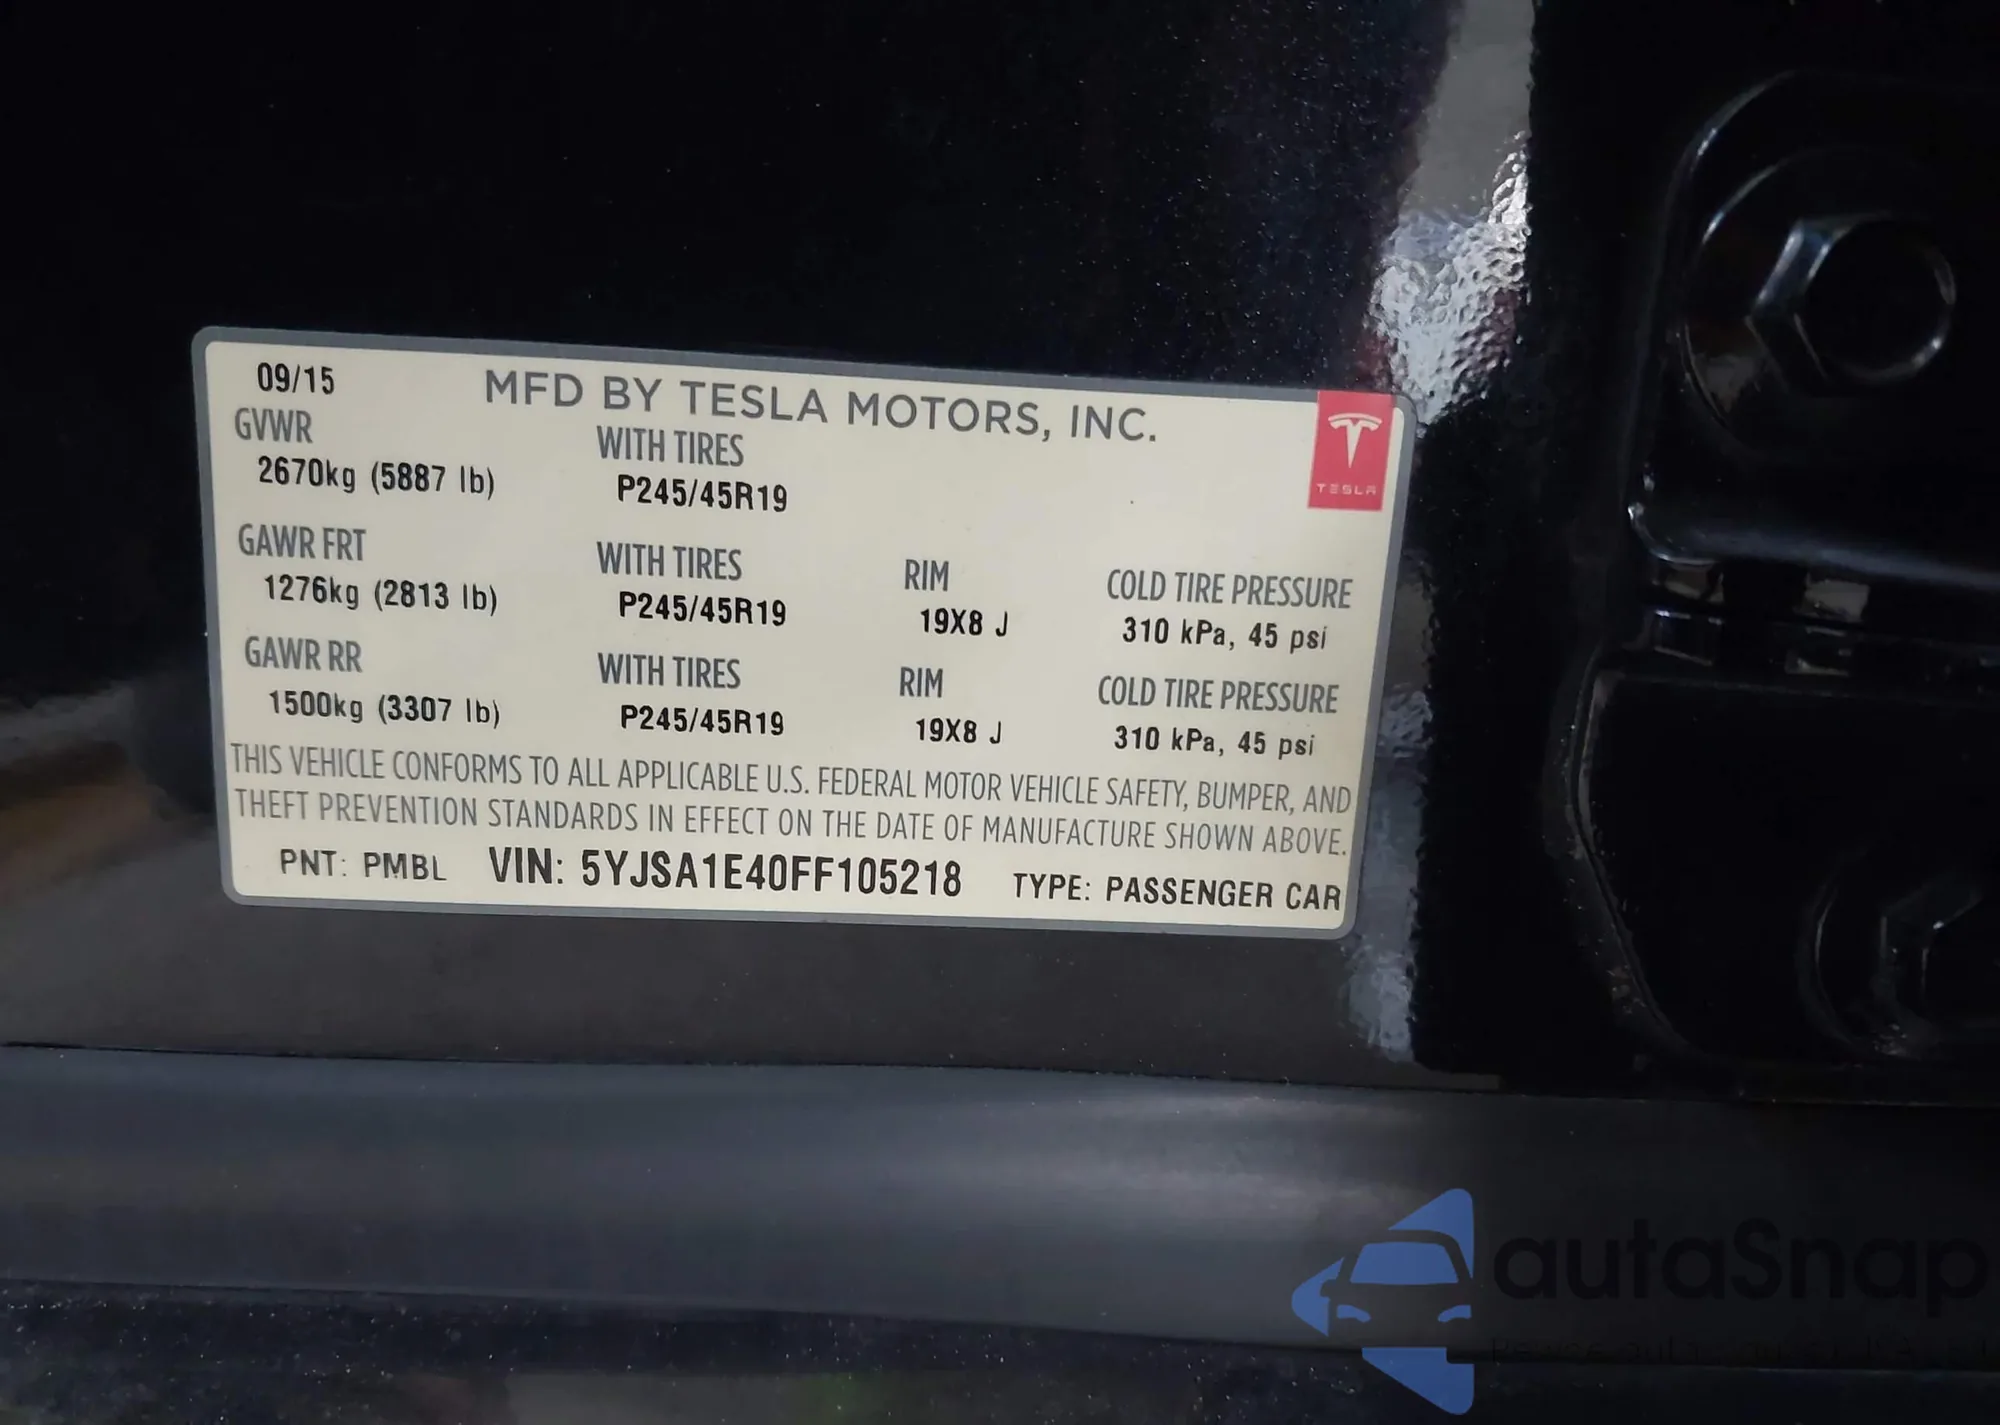 09/15 MFD BY TESLA MOTORS, INC.
GVWR WITH TIRES
2670kg (5887 lb) P245/45R19
TESLA
GAWR FRT WITH TIRES RIM COLD TIRE PRESSURE
1276kg (2813 lb) P245/45R19 19X8 J 310 kPa, 45 psi
GAWR RR WITH TIRES RIM COLD TIRE PRESSURE
1500kg (3307 lb) P245/45R19 19X8 J 310 kPa, 45 psi
THIS VEHICLE CONFORMS TO ALL APPLICABLE U.S. FEDERAL MOTOR VEHICLE SAFETY, BUMPER, AND
THEFT PREVENTION STANDARDS IN EFFECT ON THE DATE OF MANUFACTURE SHOWN ABOVE.
PNT: PMBL VIN: 5YJSA1E40FF105218 TYPE: PASSENGER CAR
autaSnap